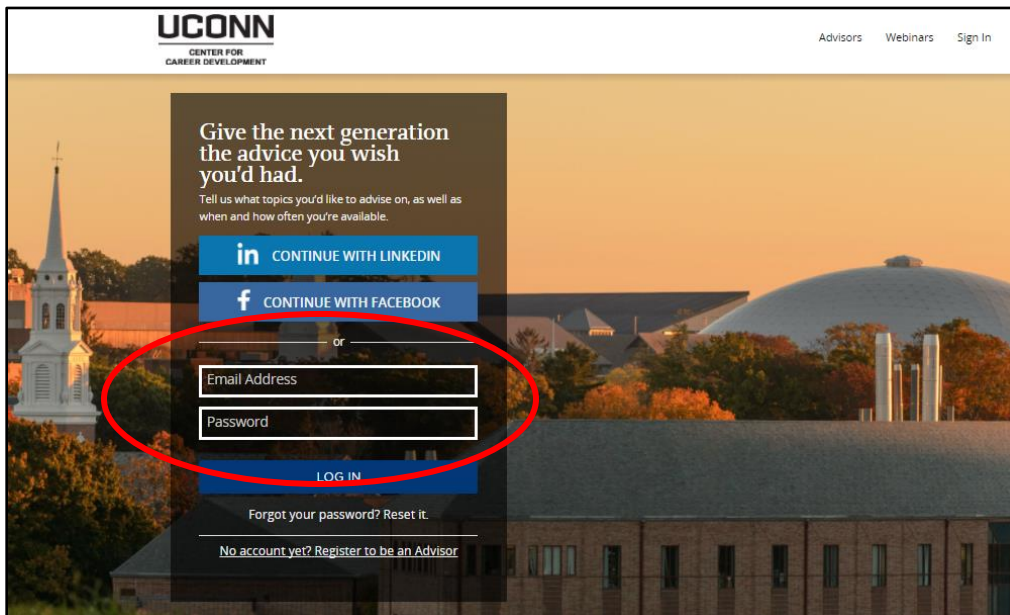 UCONN
CENTER FOR
CAREER DEVELOPMENT
Advisors Webinars Sign In
Give the next generation
the advice you wish
you'd had.
Tell us what topics you'd like to advise on, as well as
when and how often you're available.
in CONTINUE WITH LINKEDIN
f CONTINUE WITH FACEBOOK
or
Email Address
Password
LOG IN
Forgot your password? Reset it.
No account yet? Register to be an Advisor